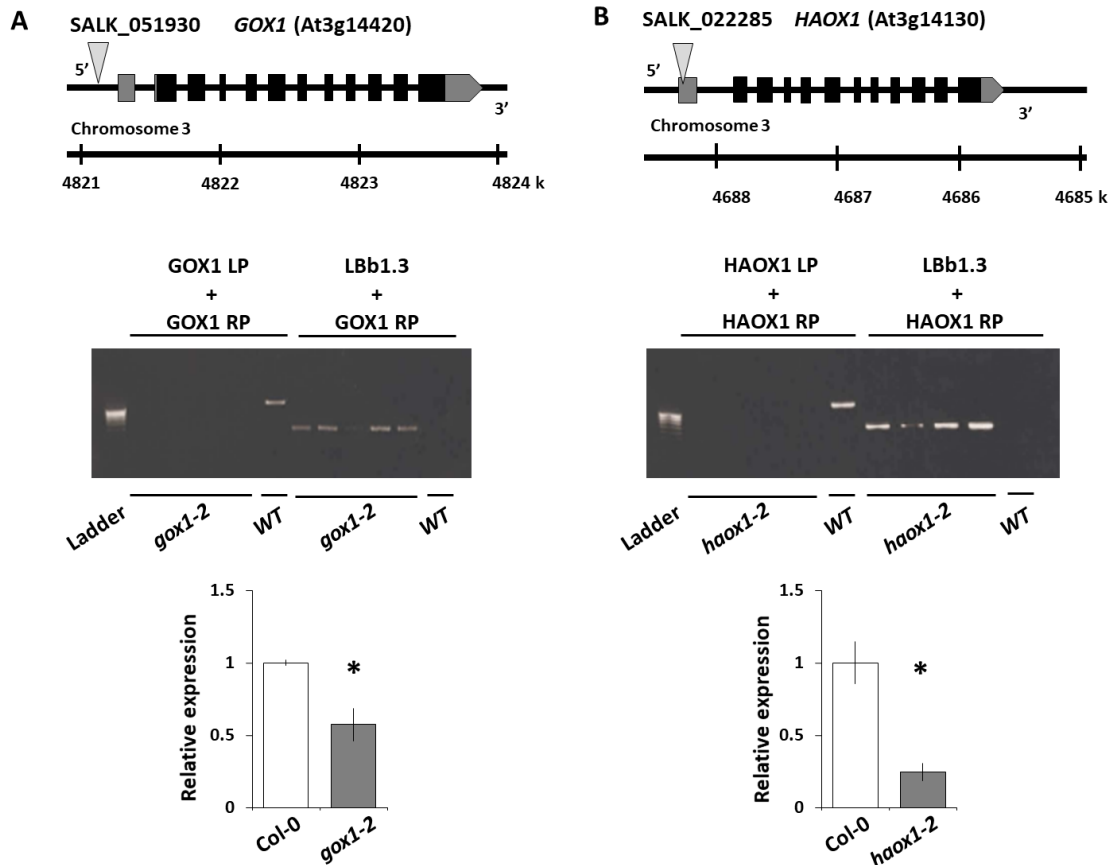 A
SALK_051930 GOX1 (At3g14420)
5’
3’
Chromosome 3
4821 4822 4823 4824 k
GOX1 LP
+
GOX1 RP
LBb1.3
+
GOX1 RP
Ladder
gox1-2
WT
gox1-2
WT
Relative expression
1.5
1
0.5
0
*
Col-0
gox1-2
B
SALK_022285 HAOX1 (At3g14130)
5’
3’
Chromosome 3
4688 4687 4686 4685 k
HAOX1 LP
+
HAOX1 RP
LBb1.3
+
HAOX1 RP
Ladder
haox1-2
WT
haox1-2
WT
Relative expression
1.5
1
0.5
0
*
Col-0
haox1-2